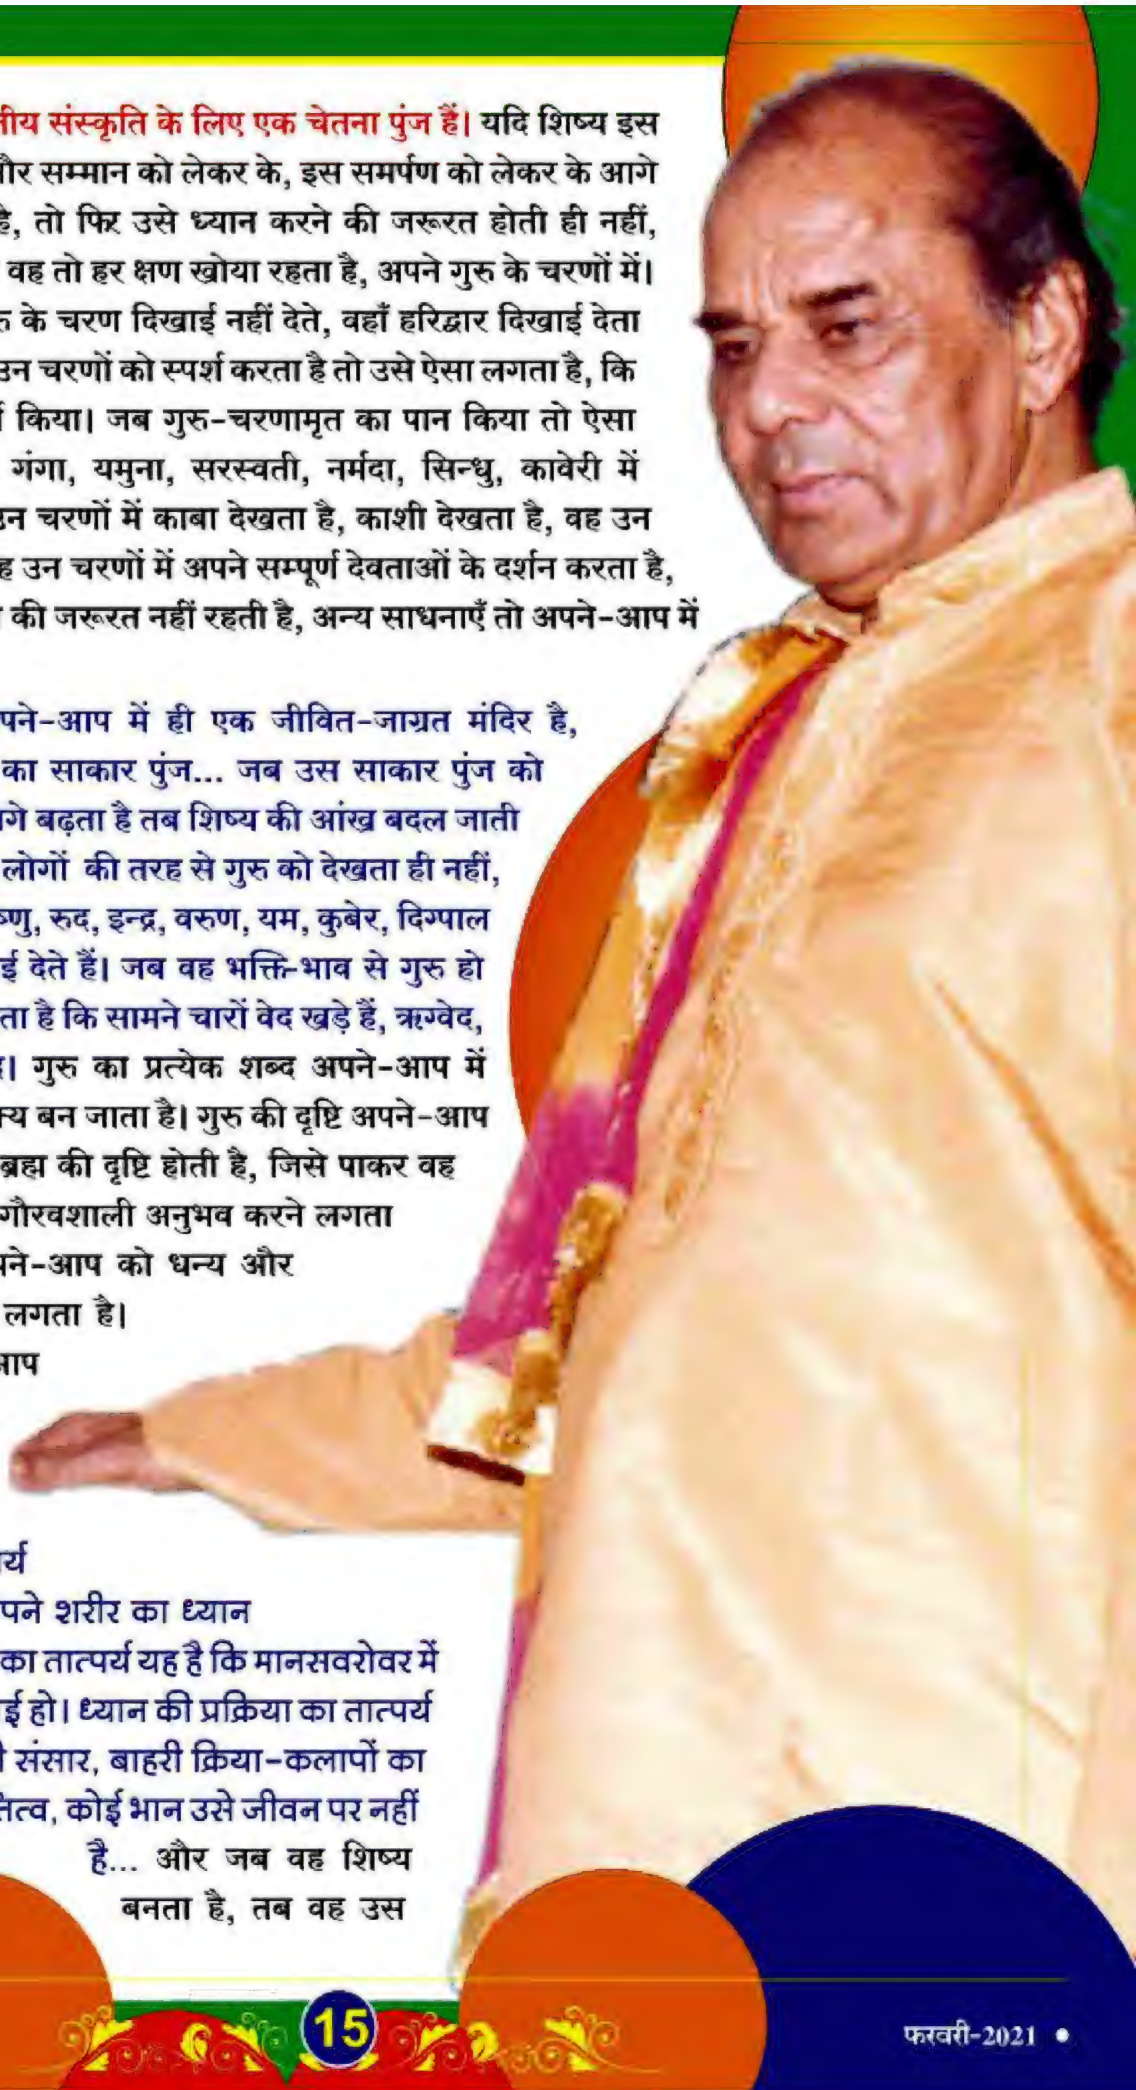 ीय संस्कृति के लिए एक चेतना पुंज हैं। यदि शिष्य इस
और सम्मान को लेकर के, इस समर्पण को लेकर के आगे
है, तो फिर उसे ध्यान करने की जरूरत होती ही नहीं,
वह तो हर क्षण खोया रहता है, अपने गुरु के चरणों में।
के चरण दिखाई नहीं देते, वहाँ हरिद्वार दिखाई देता
उन चरणों को स्पर्श करता है तो उसे ऐसा लगता है, कि
किया। जब गुरु-चरणामृत का पान किया तो ऐसा
गंगा, यमुना, सरस्वती, नर्मदा, सिन्धु, कावेरी में
उन चरणों में काबा देखता है, काशी देखता है, वह उन
ह उन चरणों में अपने सम्पूर्ण देवताओं के दर्शन करता है,
की जरूरत नहीं रहती है, अन्य साधनाएँ तो अपने-आप में
पने-आप में ही एक जीवित-जाग्रत मंदिर है,
का साकार पुंज... जब उस साकार पुंज को
गे बढ़ता है तब शिष्य की आंख बदल जाती
लोगों की तरह से गुरु को देखता ही नहीं,
ष्णु, रुद, इन्द्र, वरुण, यम, कुबेर, दिग्पाल
ई देते हैं। जब वह भक्ति-भाव से गुरु हो
ता है कि सामने चारों वेद खड़े हैं, ऋग्वेद,
गुरु का प्रत्येक शब्द अपने-आप में
क्य बन जाता है। गुरु की दृष्टि अपने-आप
ब्रह्म की दृष्टि होती है, जिसे पाकर वह
गौरवशाली अनुभव करने लगता
पने-आप को धन्य और
लगता है।
आप
र्य
पने शरीर का ध्यान
का तात्पर्य यह है कि मानसवरोवर में
ई हो। ध्यान की प्रक्रिया का तात्पर्य
संसार, बाहरी क्रिया-कलापों का
तित्व, कोई भान उसे जीवन पर नहीं
है... और जब वह शिष्य
बनता है, तब वह उस
15
फरवरी-2021 •